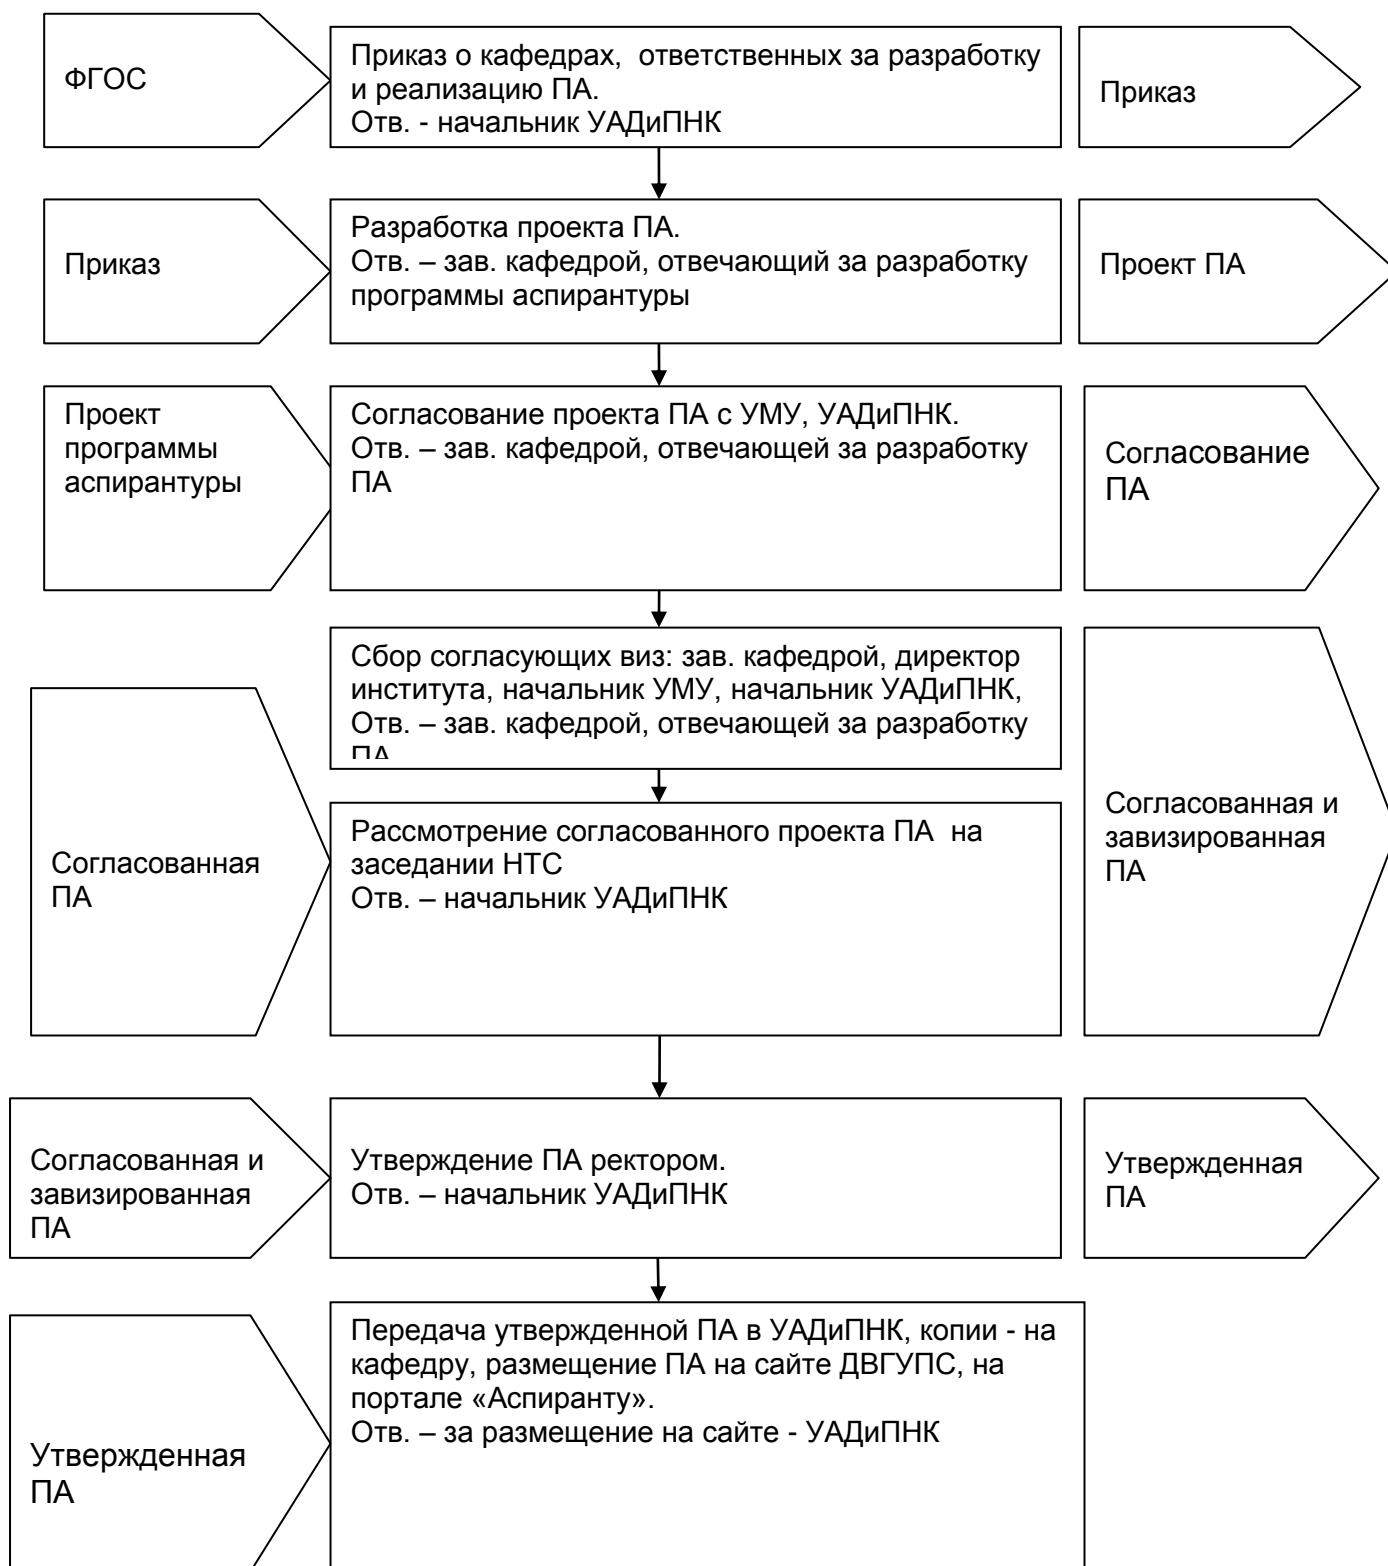 ФГОС
Приказ о кафедрах, ответственных за разработку
и реализацию ПА.
Отв. - начальник УАДиПНК
Приказ
Приказ
Разработка проекта ПА.
Отв. – зав. кафедрой, отвечающий за разработку
программы аспирантуры
Проект ПА
Проект
программы
аспирантуры
Согласование проекта ПА с УМУ, УАДиПНК.
Отв. – зав. кафедрой, отвечающей за разработку
ПА
Согласование
ПА
Сбор согласующих виз: зав. кафедрой, директор
института, начальник УМУ, начальник УАДиПНК,
Отв. – зав. кафедрой, отвечающей за разработку
ПА
Согласованная
ПА
Рассмотрение согласованного проекта ПА на
заседании НТС
Отв. – начальник УАДиПНК
Согласованная и
завизированная
ПА
Согласованная и
завизированная
ПА
Утверждение ПА ректором.
Отв. – начальник УАДиПНК
Утвержденная
ПА
Утвержденная
ПА
Передача утвержденной ПА в УАДиПНК, копии - на
кафедру, размещение ПА на сайте ДВГУПС, на
портале «Аспиранту».
Отв. – за размещение на сайте - УАДиПНК